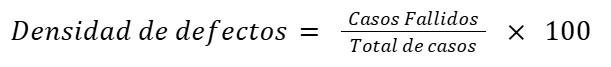 Densidad de defectos = Casos Fallidos / Total de casos × 100